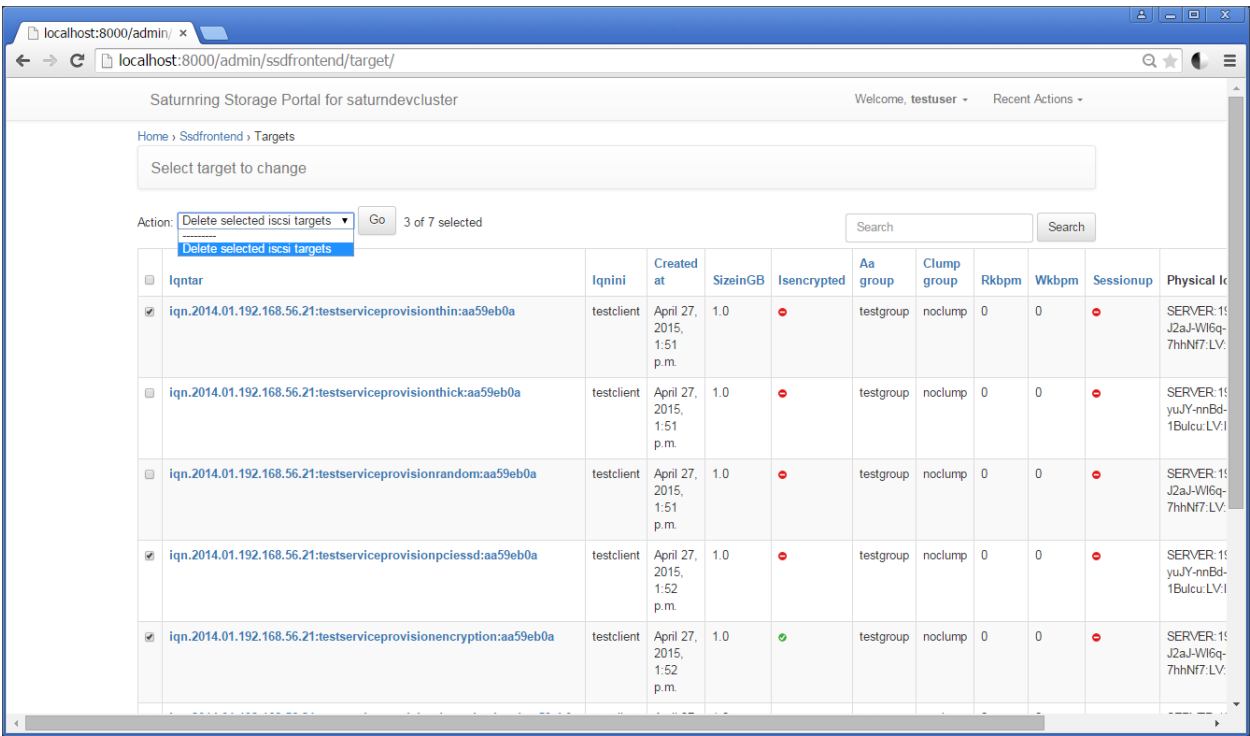 localhost:8000/admin/
localhost:8000/admin/ssdfrontend/target/
Saturnring Storage Portal for saturndevcluster
Welcome, testuser
Recent Actions
Home › Ssdfrontend › Targets
Select target to change
Action: Delete selected iscsi targets Go 3 of 7 selected
Search Search
---------
Delete selected iscsi targets
Iqntar Iqnini Created at SizeinGB Isencrypted Aa group Clump group Rkbpm Wkbpm Sessionup Physical
iqn.2014.01.192.168.56.21:testserviceprovisionthin:aa59eb0a testclient April 27, 1.0 testgroup noclump 0 0 SERVER:19
2015, J2aJ-Wl6q-
1:51 7hhNf7:LV:
p.m.
iqn.2014.01.192.168.56.21:testserviceprovisionthick:aa59eb0a testclient April 27, 1.0 testgroup noclump 0 0 SERVER:19
2015, yuJY-nnBd-
1:51 1Bulcu:LV:
p.m.
iqn.2014.01.192.168.56.21:testserviceprovisionrandom:aa59eb0a testclient April 27, 1.0 testgroup noclump 0 0 SERVER:19
2015, J2aJ-Wl6q-
1:51 7hhNf7:LV:
p.m.
iqn.2014.01.192.168.56.21:testserviceprovisionpciessd:aa59eb0a testclient April 27, 1.0 testgroup noclump 0 0 SERVER:19
2015, yuJY-nnBd-
1:52 1Bulcu:LV:
p.m.
iqn.2014.01.192.168.56.21:testserviceprovisionencryption:aa59eb0a testclient April 27, 1.0 testgroup noclump 0 0 SERVER:19
2015, J2aJ-Wl6q-
1:52 7hhNf7:LV:
p.m.